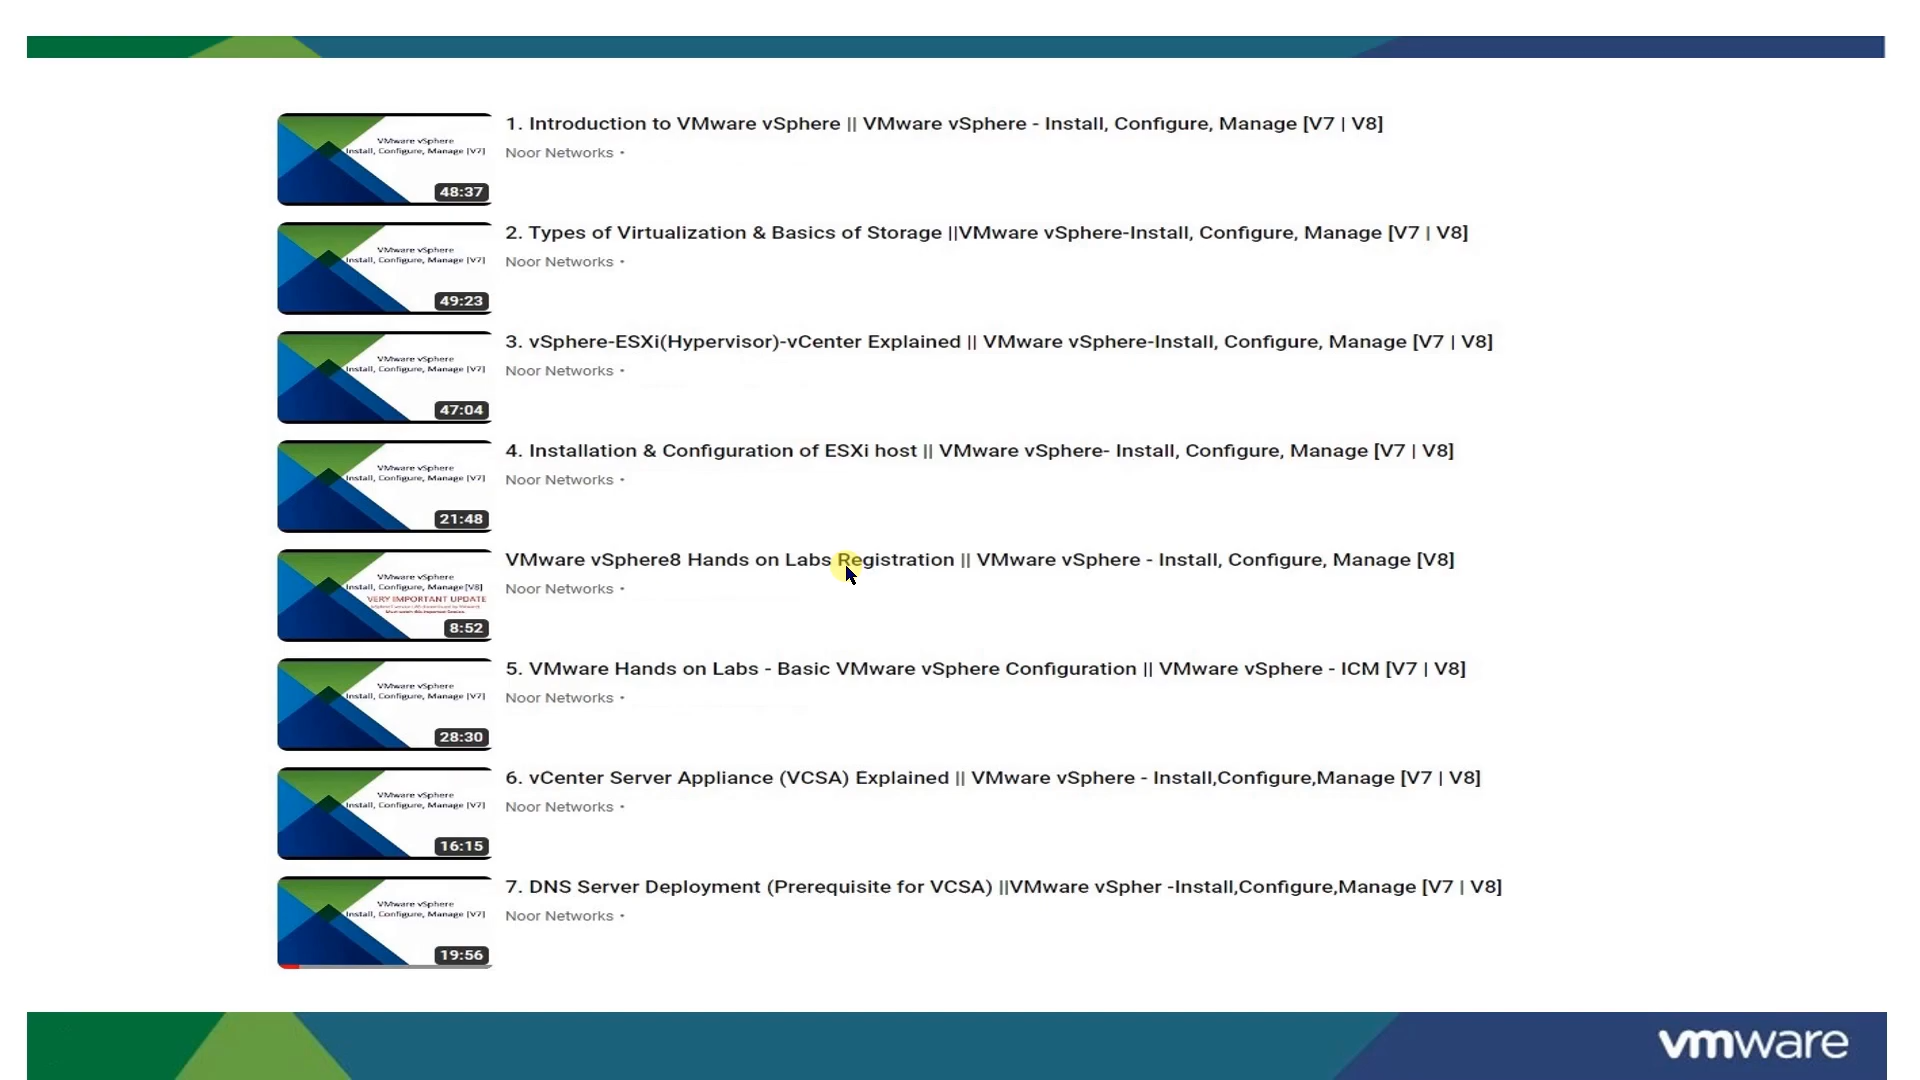 1. Introduction to VMware vSphere || VMware vSphere - Install, Configure, Manage [V7 | V8]
Noor Networks •
VMware vSphere
Install, Configure, Manage [V7]
48:37
2. Types of Virtualization & Basics of Storage ||VMware vSphere-Install, Configure, Manage [V7 | V8]
Noor Networks •
VMware vSphere
Install, Configure, Manage [V7]
49:23
3. vSphere-ESXi(Hypervisor)-vCenter Explained || VMware vSphere-Install, Configure, Manage [V7 | V8]
Noor Networks •
VMware vSphere
Install, Configure, Manage [V7]
47:04
4. Installation & Configuration of ESXi host || VMware vSphere- Install, Configure, Manage [V7 | V8]
Noor Networks •
VMware vSphere
Install, Configure, Manage [V7]
21:48
VMware vSphere8 Hands on Labs Registration || VMware vSphere - Install, Configure, Manage [V8]
Noor Networks •
VMware vSphere
Install, Configure, Manage[V8]
VERY IMPORTANT UPDATE
8:52
5. VMware Hands on Labs - Basic VMware vSphere Configuration || VMware vSphere - ICM [V7 | V8]
Noor Networks •
VMware vSphere
Install, Configure, Manage [V7]
28:30
6. vCenter Server Appliance (VCSA) Explained || VMware vSphere - Install,Configure,Manage [V7 | V8]
Noor Networks •
VMware vSphere
Install, Configure, Manage [V7]
16:15
7. DNS Server Deployment (Prerequisite for VCSA) ||VMware vSpher -Install,Configure,Manage [V7 | V8]
Noor Networks •
VMware vSphere
Install, Configure, Manage [V7]
19:56
vmware